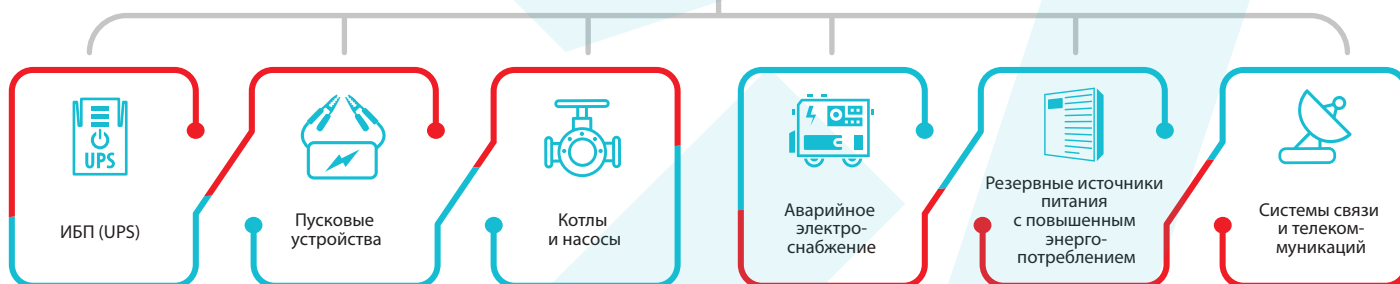 UPS
ИБП (UPS)
Пусковые
устройства
Котлы
и насосы
Аварийное
электро-
снабжение
Резервные источники
питания
с повышенным
энерго-
потреблением
Системы связи
и телеком-
муникаций